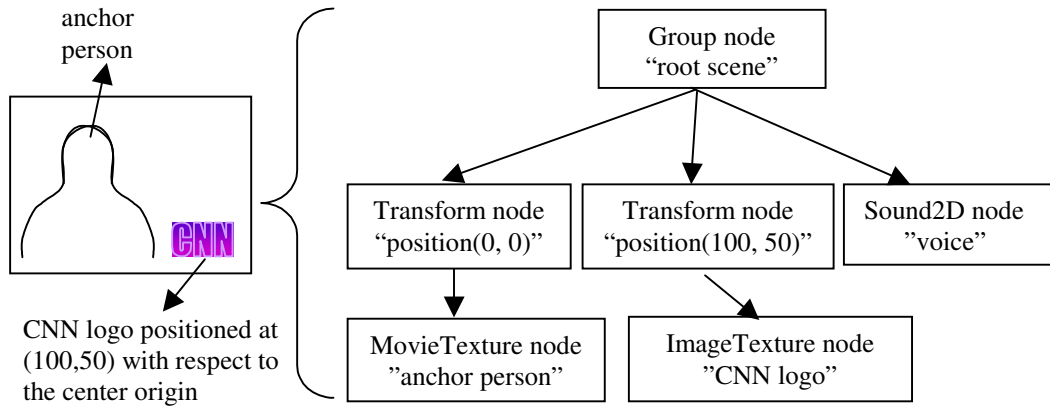 anchor
person
CNN
CNN logo positioned at
(100,50) with respect to
the center origin
Group node
“root scene”
Transform node
“position(0, 0)”
Transform node
“position(100, 50)”
Sound2D node
”voice”
MovieTexture node
”anchor person”
ImageTexture node
”CNN logo”